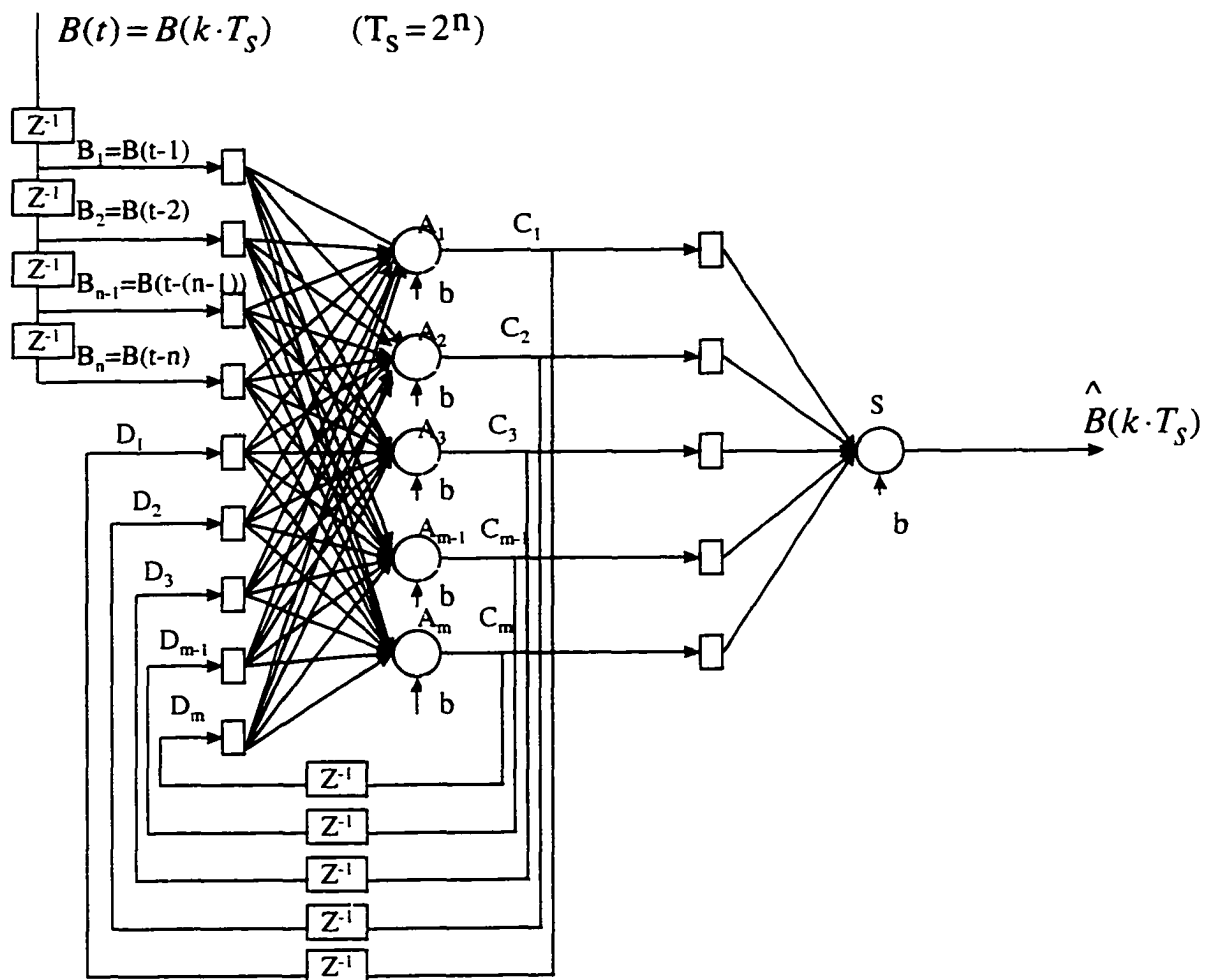 B(t) = B(k·T_S) (T_S = 2^n)
Z^-1
B_1=B(t-1)
Z^-1
B_2=B(t-2)
Z^-1
B_n-1=B(t-(n-1))
Z^-1
B_n=B(t-n)
D_1
D_2
D_3
D_m-1
D_m
A_1
b
A_2
b
A_3
b
A_m-1
b
A_m
b
C_1
C_2
C_3
C_m-1
C_m
S
b
^
B(k·T_S)
Z^-1
Z^-1
Z^-1
Z^-1
Z^-1